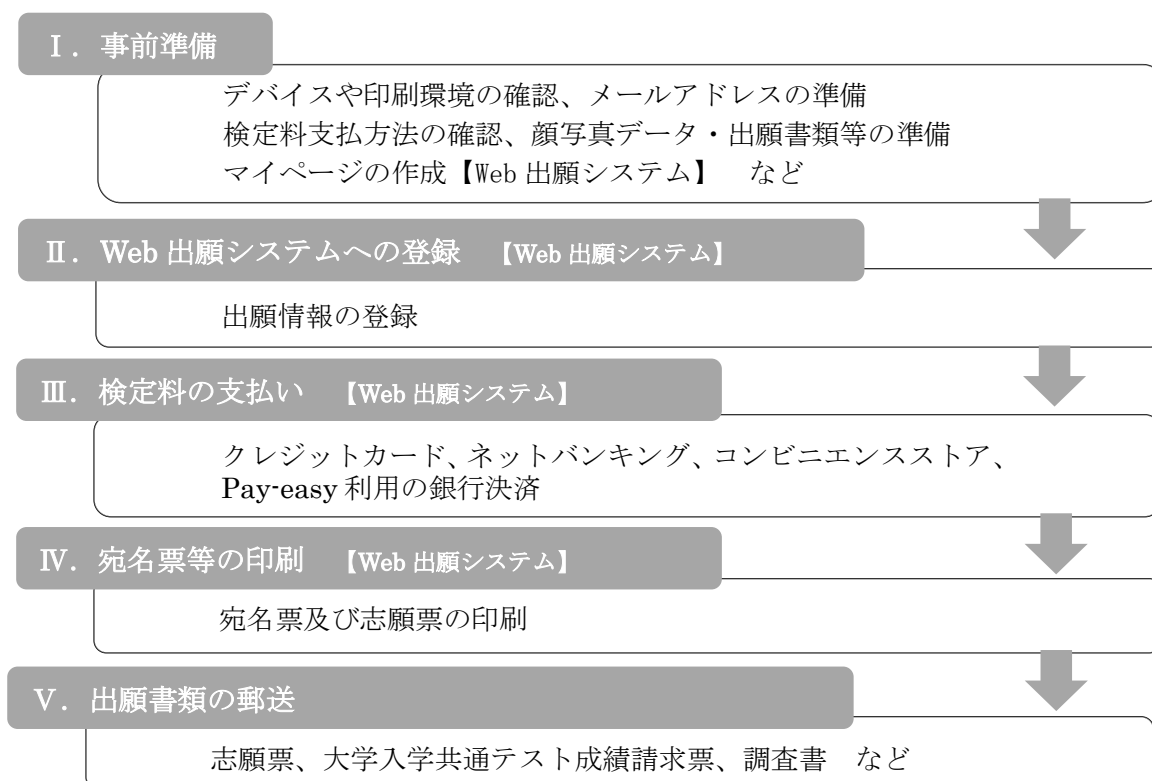 Ⅰ．事前準備
デバイスや印刷環境の確認、メールアドレスの準備
検定料支払方法の確認、顔写真データ・出願書類等の準備
マイページの作成【Web 出願システム】　など
Ⅱ．Web 出願システムへの登録　【Web 出願システム】
出願情報の登録
Ⅲ．検定料の支払い　【Web 出願システム】
クレジットカード、ネットバンキング、コンビニエンスストア、
Pay-easy 利用の銀行決済
Ⅳ．宛名票等の印刷　【Web 出願システム】
宛名票及び志願票の印刷
Ⅴ．出願書類の郵送
志願票、大学入学共通テスト成績請求票、調査書　など